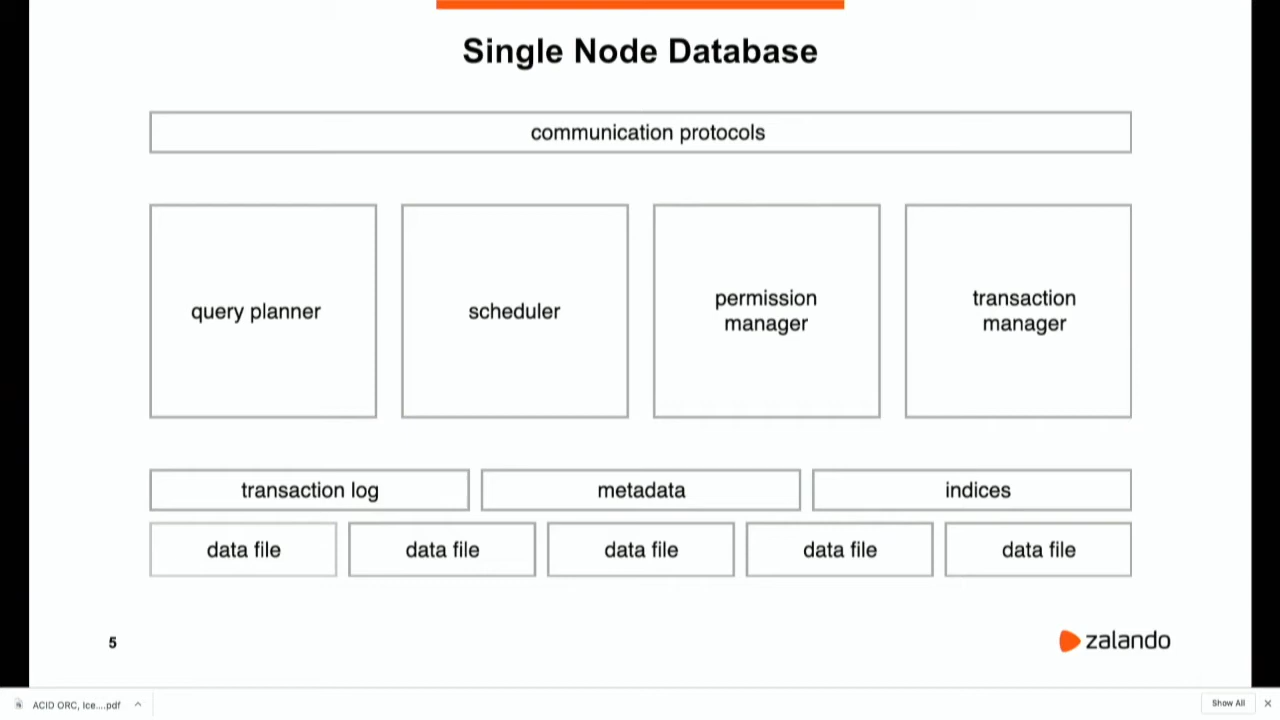 Single Node Database
communication protocols
query planner
scheduler
permission
manager
transaction
manager
transaction log
metadata
indices
data file
data file
data file
data file
data file
5
zalando
ACID ORC, Ice....pdf
Show All